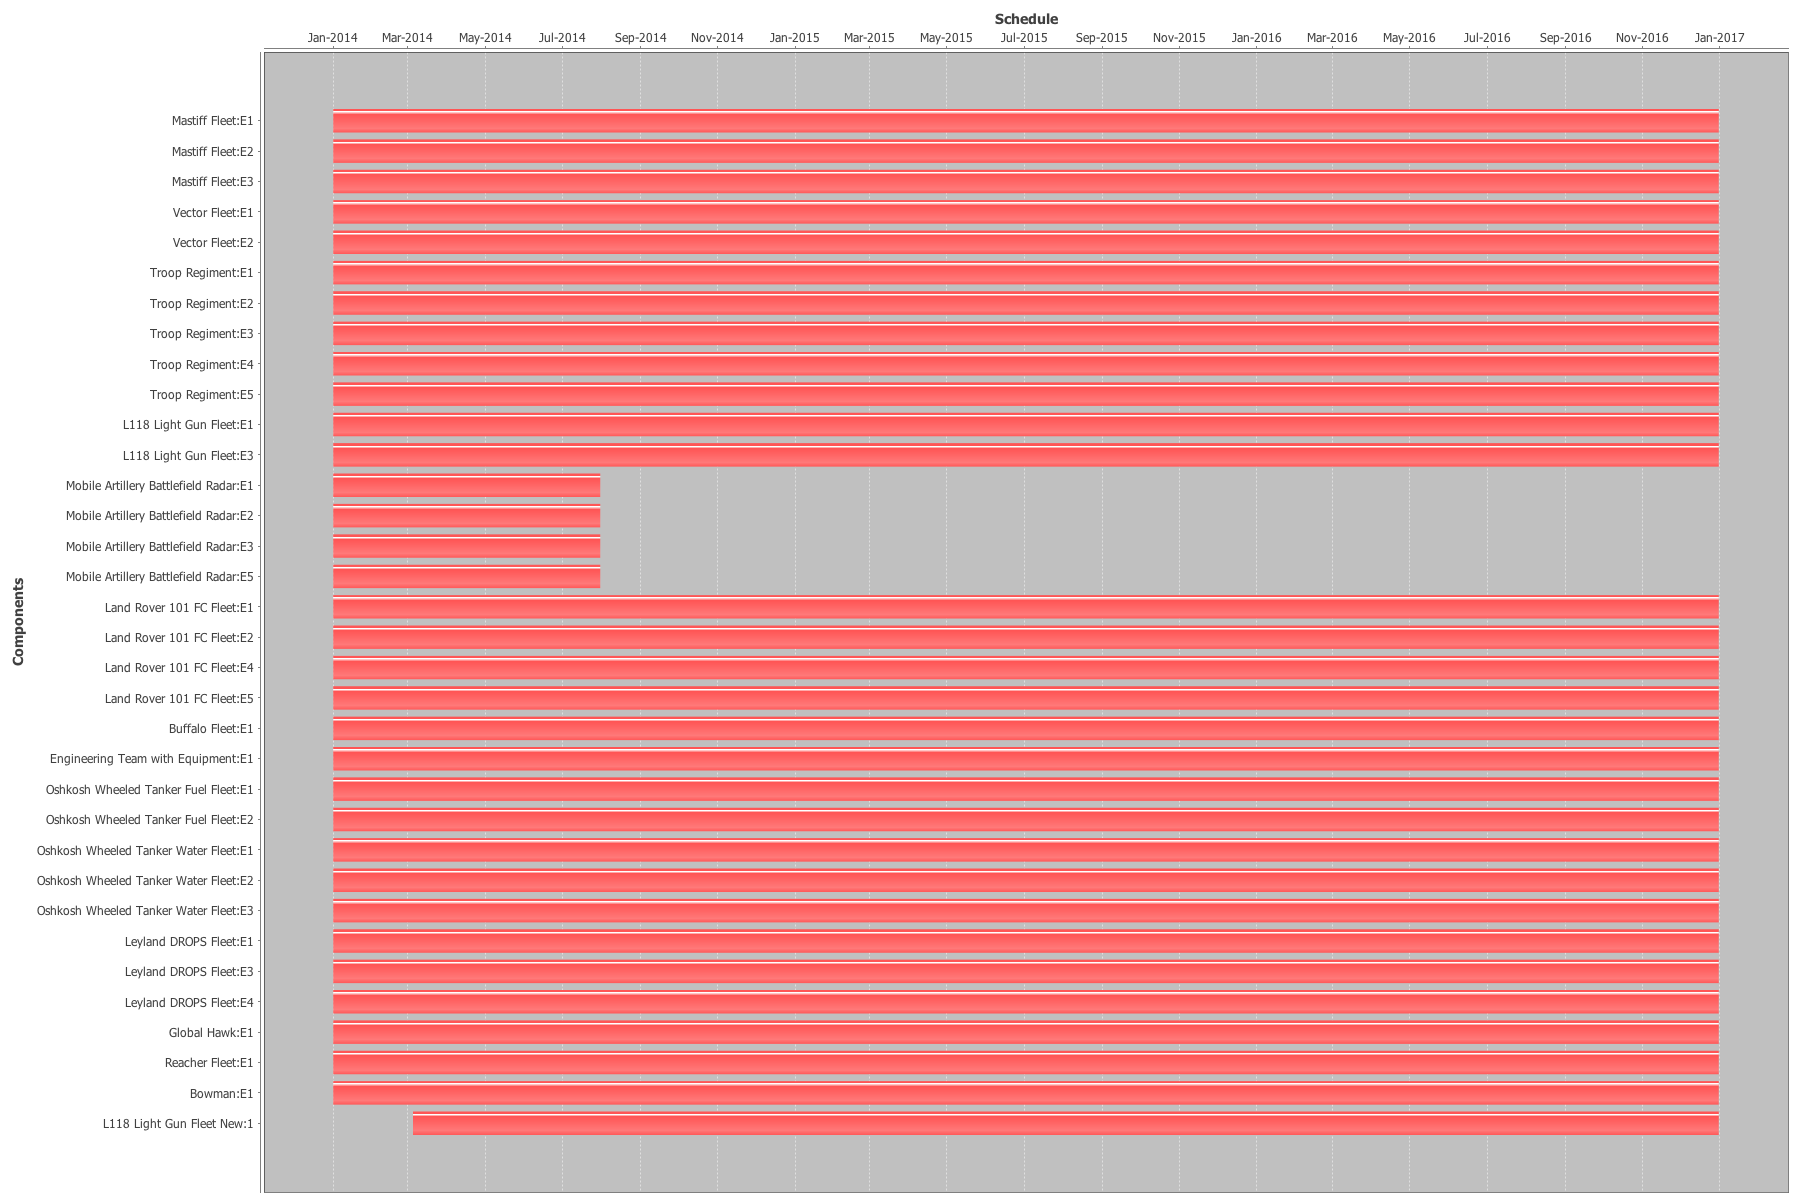 Schedule
Jan-2014 Mar-2014 May-2014 Jul-2014 Sep-2014 Nov-2014 Jan-2015 Mar-2015 May-2015 Jul-2015 Sep-2015 Nov-2015 Jan-2016 Mar-2016 May-2016 Jul-2016 Sep-2016 Nov-2016 Jan-2017
Components
Mastiff Fleet:E1
Mastiff Fleet:E2
Mastiff Fleet:E3
Vector Fleet:E1
Vector Fleet:E2
Troop Regiment:E1
Troop Regiment:E2
Troop Regiment:E3
Troop Regiment:E4
Troop Regiment:E5
L118 Light Gun Fleet:E1
L118 Light Gun Fleet:E3
Mobile Artillery Battlefield Radar:E1
Mobile Artillery Battlefield Radar:E2
Mobile Artillery Battlefield Radar:E3
Mobile Artillery Battlefield Radar:E5
Land Rover 101 FC Fleet:E1
Land Rover 101 FC Fleet:E2
Land Rover 101 FC Fleet:E4
Land Rover 101 FC Fleet:E5
Buffalo Fleet:E1
Engineering Team with Equipment:E1
Oshkosh Wheeled Tanker Fuel Fleet:E1
Oshkosh Wheeled Tanker Fuel Fleet:E2
Oshkosh Wheeled Tanker Water Fleet:E1
Oshkosh Wheeled Tanker Water Fleet:E2
Oshkosh Wheeled Tanker Water Fleet:E3
Leyland DROPS Fleet:E1
Leyland DROPS Fleet:E3
Leyland DROPS Fleet:E4
Global Hawk:E1
Reacher Fleet:E1
Bowman:E1
L118 Light Gun Fleet New:1